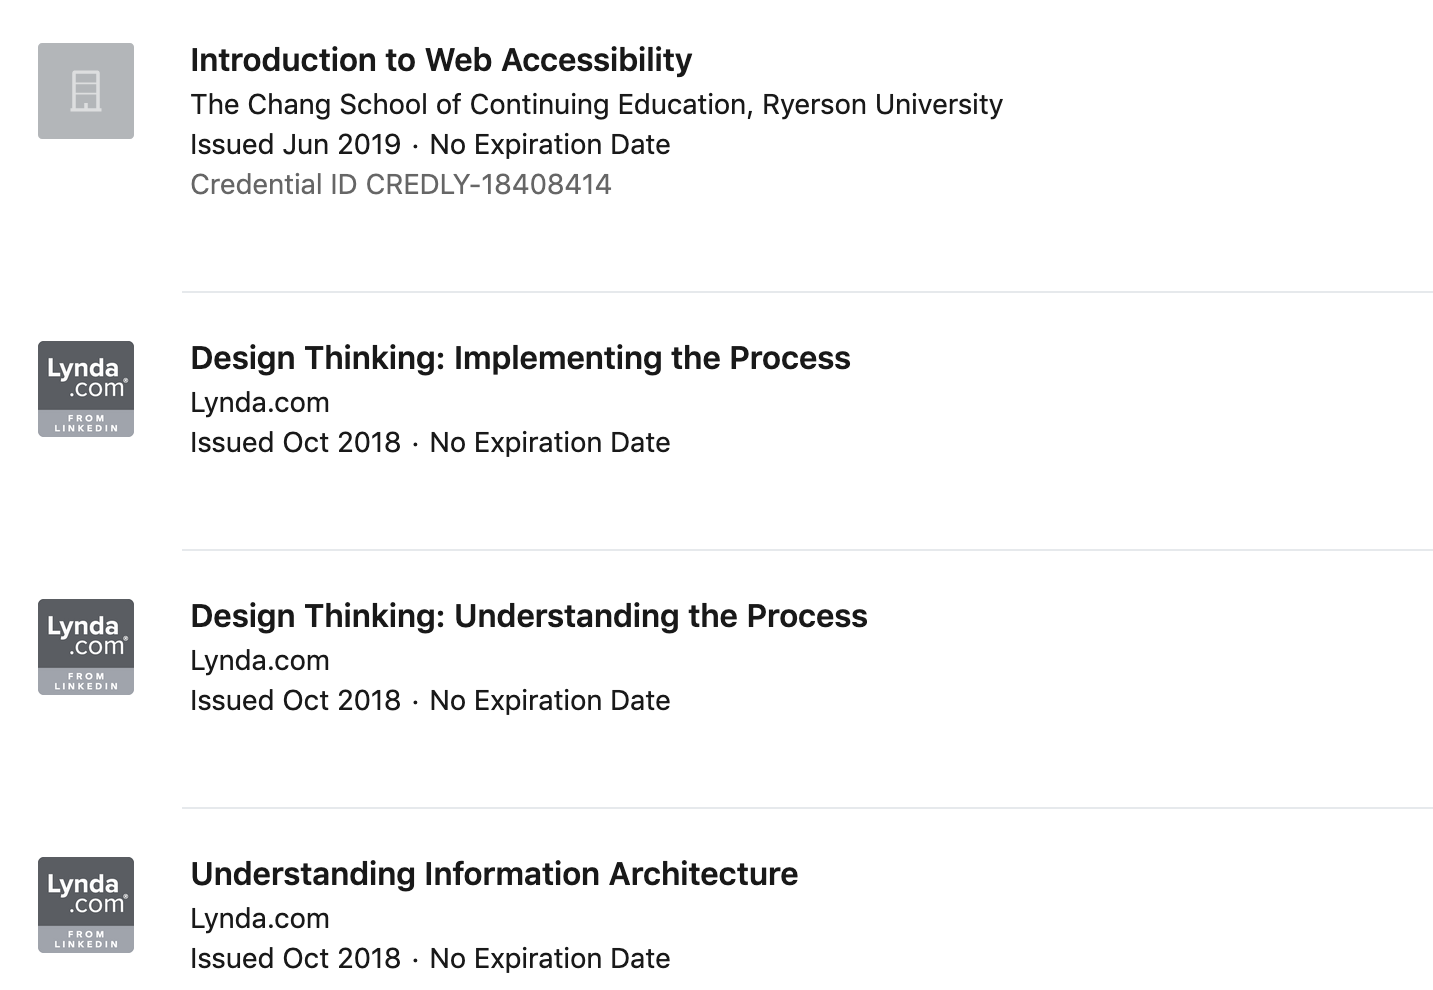 Introduction to Web Accessibility
The Chang School of Continuing Education, Ryerson University
Issued Jun 2019 · No Expiration Date
Credential ID CREDLY-18408414
Lynda
.com®
FROM
LINKEDIN
Design Thinking: Implementing the Process
Lynda.com
Issued Oct 2018 · No Expiration Date
Lynda
.com®
FROM
LINKEDIN
Design Thinking: Understanding the Process
Lynda.com
Issued Oct 2018 · No Expiration Date
Lynda
.com®
FROM
LINKEDIN
Understanding Information Architecture
Lynda.com
Issued Oct 2018 · No Expiration Date